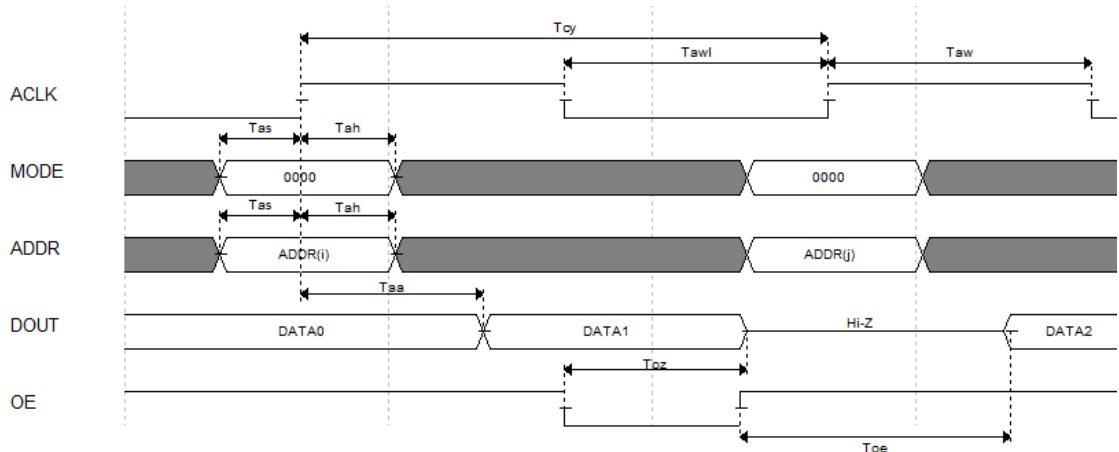 Tcy
Tawl Taw
ACLK
Tas Tah
MODE 0000 0000
Tas Tah
ADDR ADDR(i) ADDR(j)
Taa
DOUT DATA0 DATA1 Hi-Z DATA2
Toz
OE
Toe